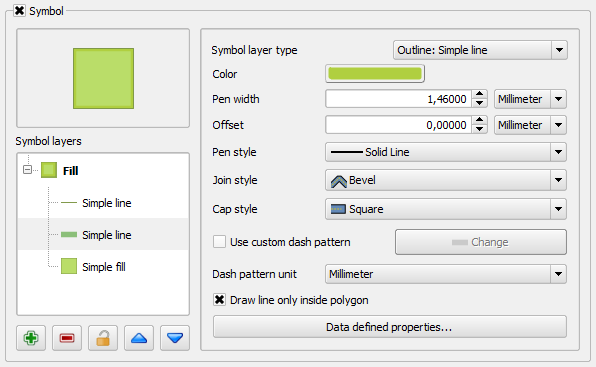 Symbol
Symbol layers
Fill
Simple line
Simple line
Simple fill
Symbol layer type Outline: Simple line
Color
Pen width 1,46000 Millimeter
Offset 0,00000 Millimeter
Pen style Solid Line
Join style Bevel
Cap style Square
Use custom dash pattern Change
Dash pattern unit Millimeter
Draw line only inside polygon
Data defined properties...